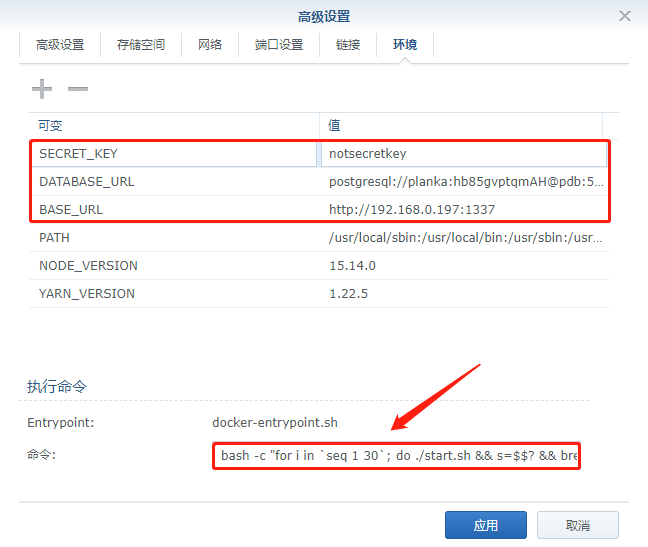 高级设置
高级设置 存储空间 网络 端口设置 链接 环境
可变 值
SECRET_KEY notsecretkey
DATABASE_URL postgresql://planka:hb85gvptqmAH@pdb:5...
BASE_URL http://192.168.0.197:1337
PATH /usr/local/sbin:/usr/local/bin:/usr/sbin:/usr...
NODE_VERSION 15.14.0
YARN_VERSION 1.22.5
执行命令
Entrypoint: docker-entrypoint.sh
命令: bash -c "for i in `seq 1 30`; do ./start.sh && s=$$? && bre
应用 取消